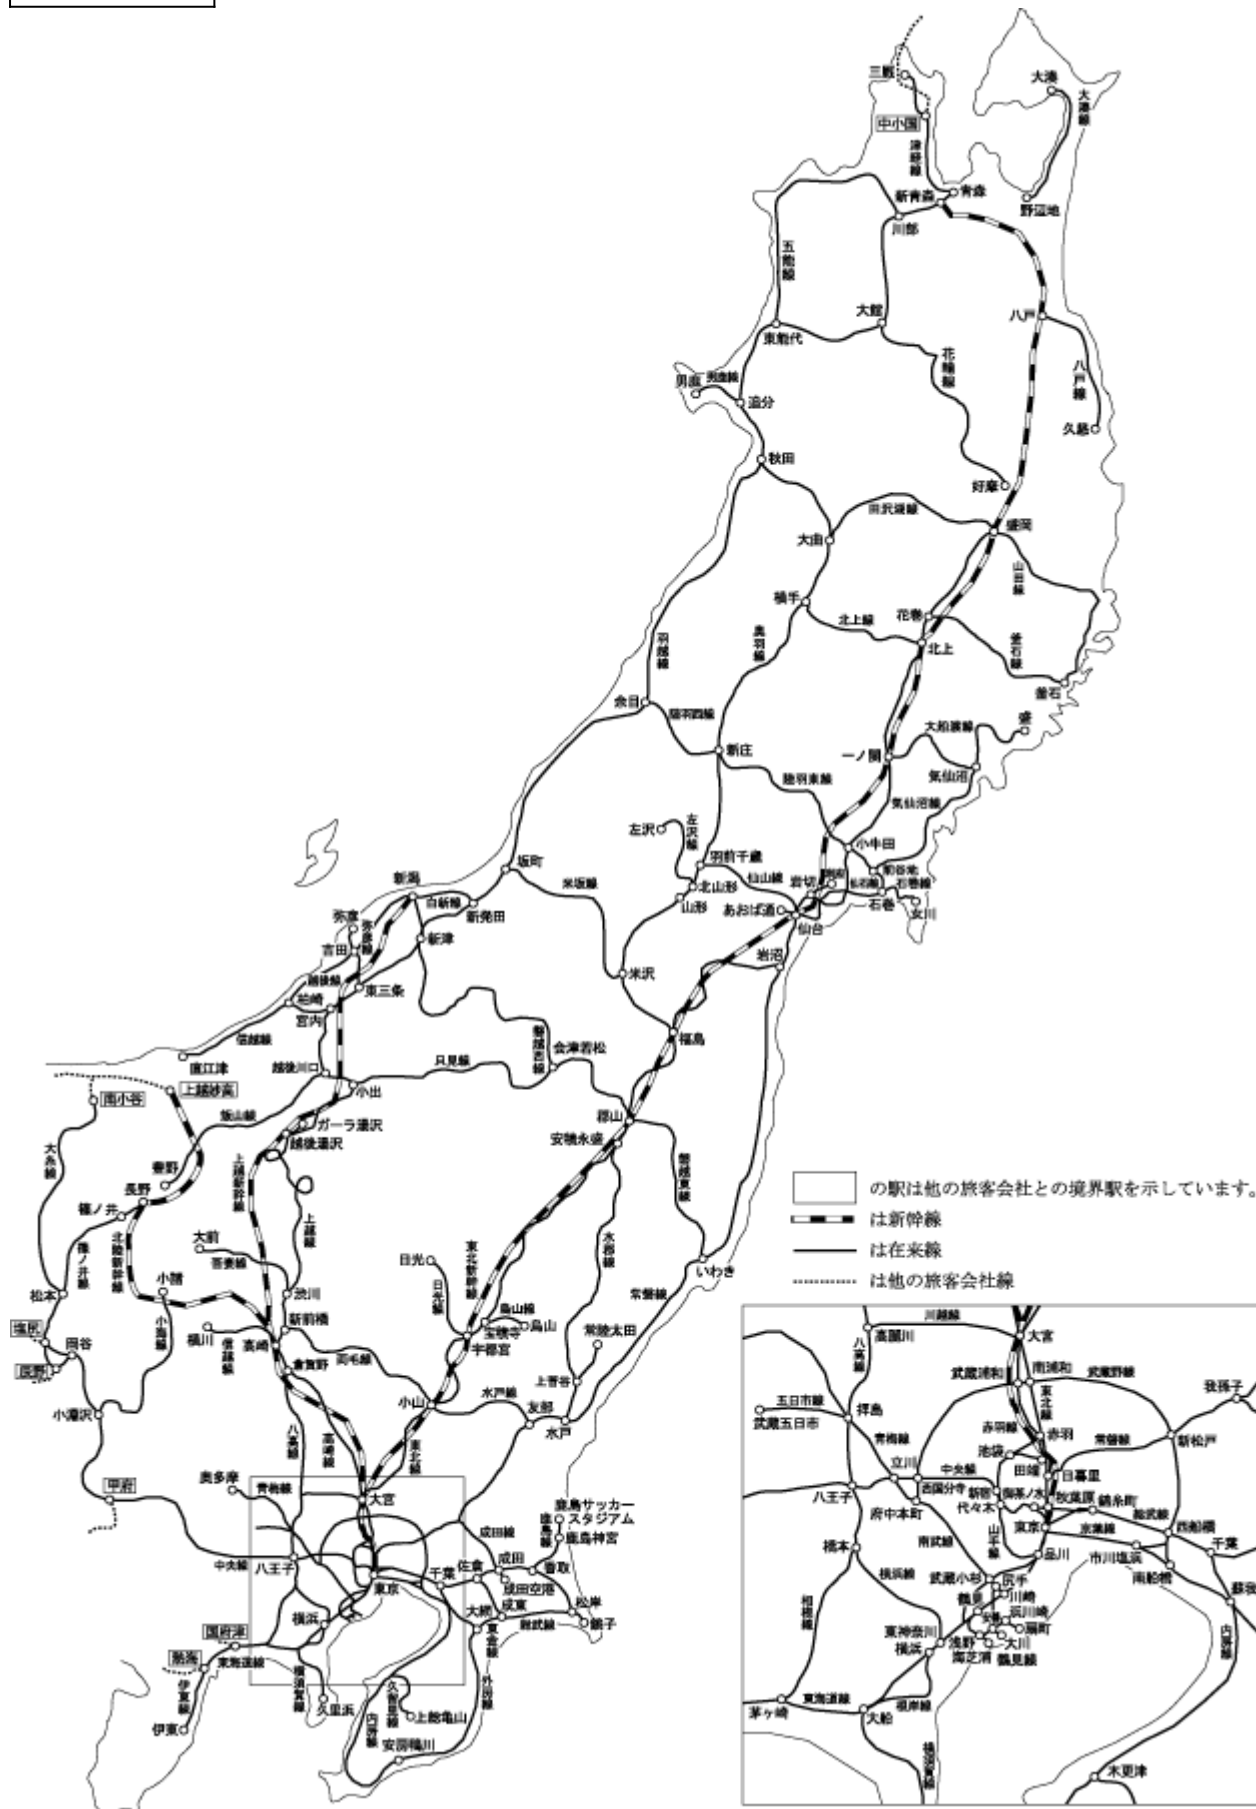 三厩
大湊
大湊線
中小国
津軽線
青森
新青森
野辺地
川部
五能線
大館
八戸
東能代
花輪線
八戸線
男鹿
男鹿線
追分
久慈
秋田
好摩
田沢湖線
盛岡
大曲
山田線
横手
北上線
花巻
釜石線
奥羽線
羽越線
北上
釜石
余目
陸羽西線
大船渡線
盛
新庄
一ノ関
気仙沼
陸羽東線
気仙沼線
左沢
左沢線
小牛田
羽前千歳
前谷地
坂町
仙山線
岩切
利府
仙石線
石巻線
新潟
米坂線
北山形
白新線
山形
あおば通
石巻
女川
弥彦
弥彦線
新発田
仙台
吉田
新津
岩沼
越後線
米沢
柏崎
東三条
宮内
信越線
磐越西線
福島
会津若松
直江津
越後川口
只見線
上越妙高
小出
南小谷
飯山線
郡山
ガーラ湯沢
安積永盛
越後湯沢
大糸線
上越新幹線
豊野
磐越東線
長野
の駅は他の旅客会社との境界駅を示しています。
篠ノ井
上越線
は新幹線
大前
水郡線
北陸新幹線
吾妻線
日光
東北新幹線
は在来線
篠ノ井線
いわき
小諸
日光線
常磐線
は他の旅客会社線
松本
渋川
烏山線
小海線
新前橋
宝積寺
烏山
塩尻
横川
信越線
高崎
宇都宮
常陸太田
岡谷
両毛線
倉賀野
辰野
上菅谷
小淵沢
小山
水戸線
友部
八高線
高崎線
水戸
東北線
甲府
奥多摩
青梅線
大宮
鹿島サッカー
スタジアム
鹿島線
成田線
鹿島神宮
中央線
八王子
佐倉
成田
香取
東京
千葉
成田空港
横浜
大網
成東
松岸
国府津
東金線
総武線
銚子
熱海
東海道線
横須賀線
外房線
伊東線
久留里線
久里浜
上総亀山
伊東
内房線
安房鴨川
川越線
高麗川
大宮
八高線
武蔵浦和
南浦和
武蔵野線
東北線
我孫子
五日市線
武蔵五日市
拝島
赤羽線
赤羽
青梅線
池袋
常磐線
新松戸
立川
中央線
田端
日暮里
西国分寺
新宿
御茶ノ水
秋葉原
錦糸町
八王子
代々木
府中本町
総武線
山手線
東京
京葉線
西船橋
橋本
南武線
品川
市川塩浜
千葉
横浜線
武蔵小杉
尻手
南船橋
蘇我
鶴見
川崎
相模線
安善
浜川崎
東神奈川
扇町
横浜
浅野
大川
内房線
海芝浦
鶴見線
東海道線
根岸線
茅ヶ崎
大船
横須賀線
木更津